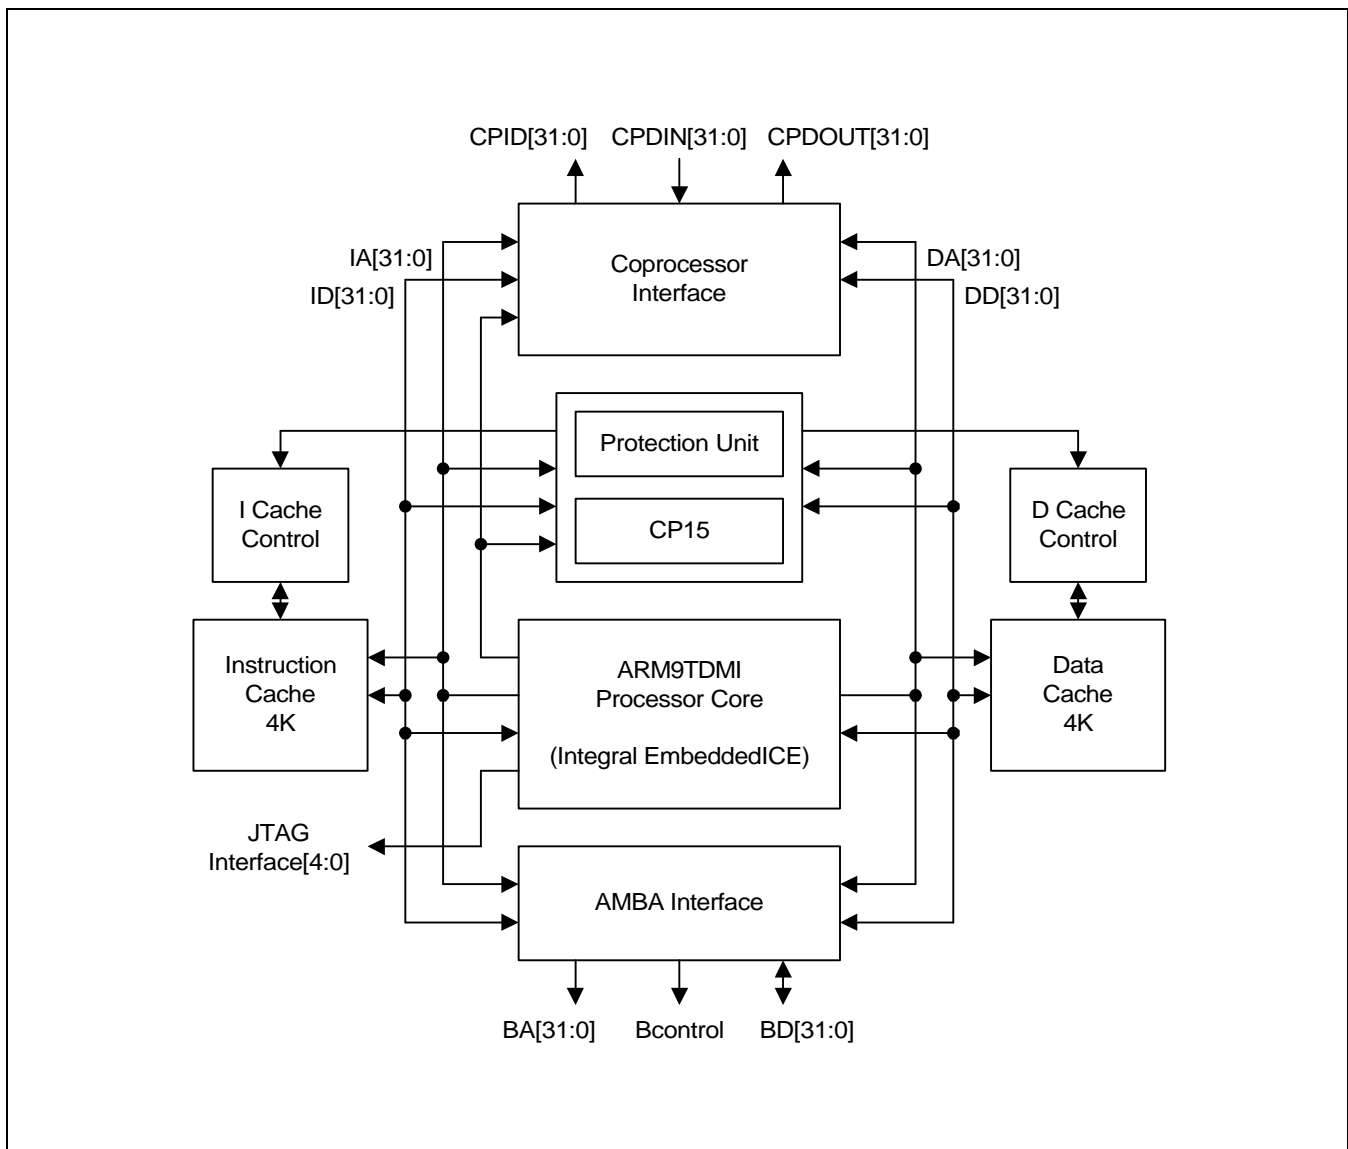 CPID[31:0] CPDIN[31:0] CPDOUT[31:0]
IA[31:0]
ID[31:0]
Coprocessor
Interface
DA[31:0]
DD[31:0]
Protection Unit
CP15
I Cache
Control
D Cache
Control
Instruction
Cache
4K
ARM9TDMI
Processor Core
(Integral EmbeddedICE)
Data
Cache
4K
JTAG
Interface[4:0]
AMBA Interface
BA[31:0] Bcontrol BD[31:0]